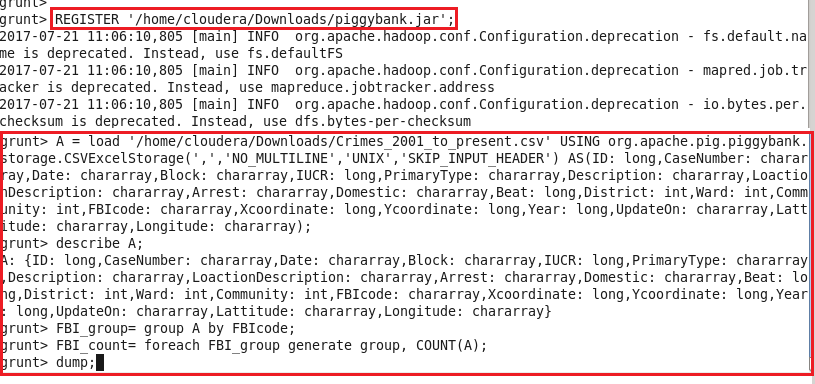 grunt>
grunt> REGISTER '/home/cloudera/Downloads/piggybank.jar';
2017-07-21 11:06:10,805 [main] INFO  org.apache.hadoop.conf.Configuration.deprecation - fs.default.na
me is deprecated. Instead, use fs.defaultFS
2017-07-21 11:06:10,805 [main] INFO  org.apache.hadoop.conf.Configuration.deprecation - mapred.job.tr
acker is deprecated. Instead, use mapreduce.jobtracker.address
2017-07-21 11:06:10,805 [main] INFO  org.apache.hadoop.conf.Configuration.deprecation - io.bytes.per.
checksum is deprecated. Instead, use dfs.bytes-per-checksum
grunt> A = load '/home/cloudera/Downloads/Crimes_2001_to_present.csv' USING org.apache.pig.piggybank.
storage.CSVExcelStorage(',','NO_MULTILINE','UNIX','SKIP_INPUT_HEADER') AS(ID: long,CaseNumber: charar
ray,Date: chararray,Block: chararray,IUCR: long,PrimaryType: chararray,Description: chararray,Loactio
nDescription: chararray,Arrest: chararray,Domestic: chararray,Beat: long,District: int,Ward: int,Comm
unity: int,FBIcode: chararray,Xcoordinate: long,Ycoordinate: long,Year: long,UpdateOn: chararray,Latt
itude: chararray,Longitude: chararray);
grunt> describe A;
A: {ID: long,CaseNumber: chararray,Date: chararray,Block: chararray,IUCR: long,PrimaryType: chararray
,Description: chararray,LoactionDescription: chararray,Arrest: chararray,Domestic: chararray,Beat: lo
ng,District: int,Ward: int,Community: int,FBIcode: chararray,Xcoordinate: long,Ycoordinate: long,Year
: long,UpdateOn: chararray,Lattitude: chararray,Longitude: chararray}
grunt> FBI_group= group A by FBIcode;
grunt> FBI_count= foreach FBI_group generate group, COUNT(A);
grunt> dump;